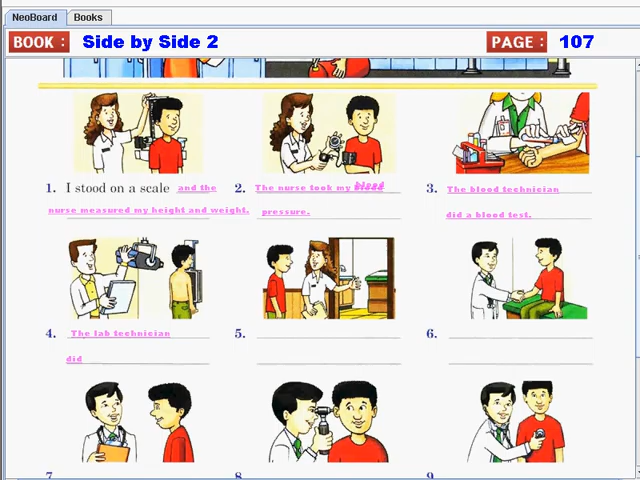 NeoBoard Books
BOOK : Side by Side 2 PAGE : 107
1. I stood on a scale and the
nurse measured my height and weight.
2. The nurse took my blood
pressure.
3. The blood technician
did a blood test.
4. The lab technician
did
5.
6.
7
8
9